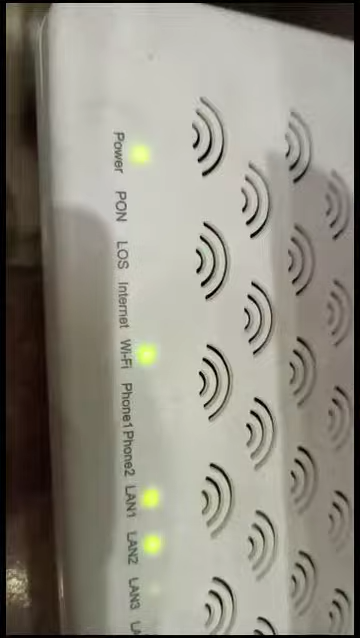 Power
PON
LOS
Internet
Wi-Fi
Phone1
Phone2
LAN1
LAN2
LAN3